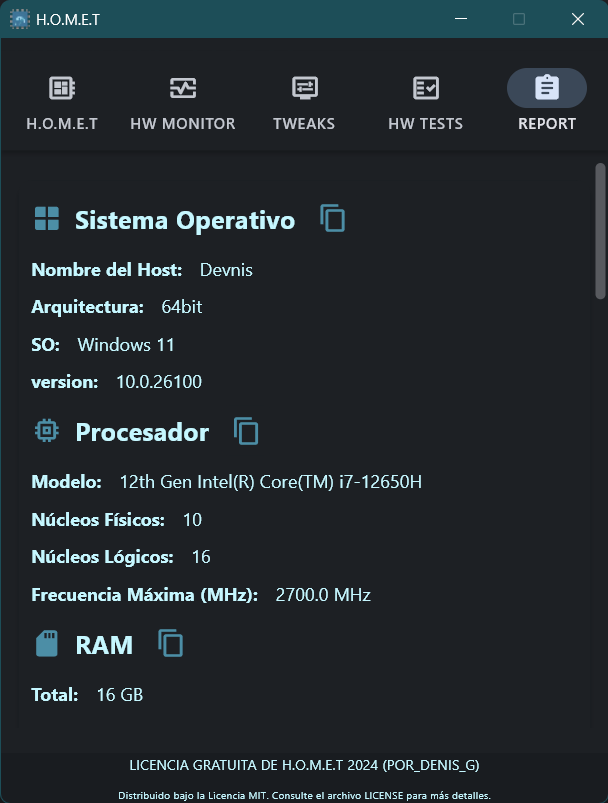 H.O.M.E.T
H.O.M.E.T HW MONITOR TWEAKS HW TESTS REPORT
Sistema Operativo
Nombre del Host: Devnis
Arquitectura: 64bit
SO: Windows 11
version: 10.0.26100
Procesador
Modelo: 12th Gen Intel(R) Core(TM) i7-12650H
Núcleos Físicos: 10
Núcleos Lógicos: 16
Frecuencia Máxima (MHz): 2700.0 MHz
RAM
Total: 16 GB
LICENCIA GRATUITA DE H.O.M.E.T 2024 (POR_DENIS_G)
Distribuido bajo la Licencia MIT. Consulte el archivo LICENSE para más detalles.